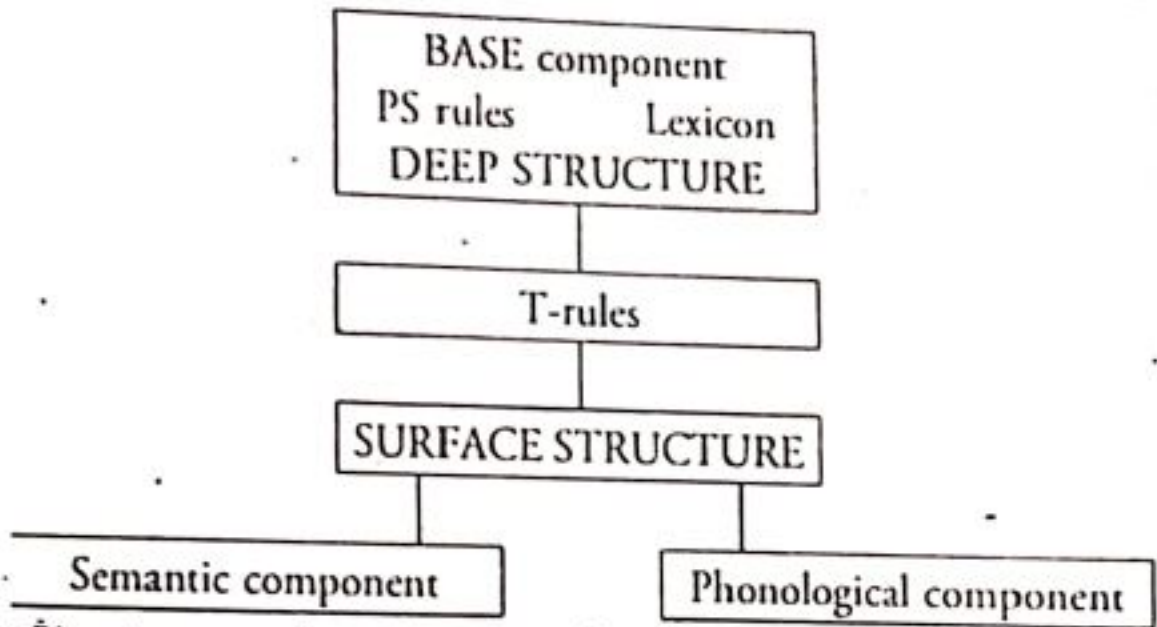 BASE component
PS rules Lexicon
DEEP STRUCTURE
T-rules
SURFACE STRUCTURE
Semantic component
Phonological component